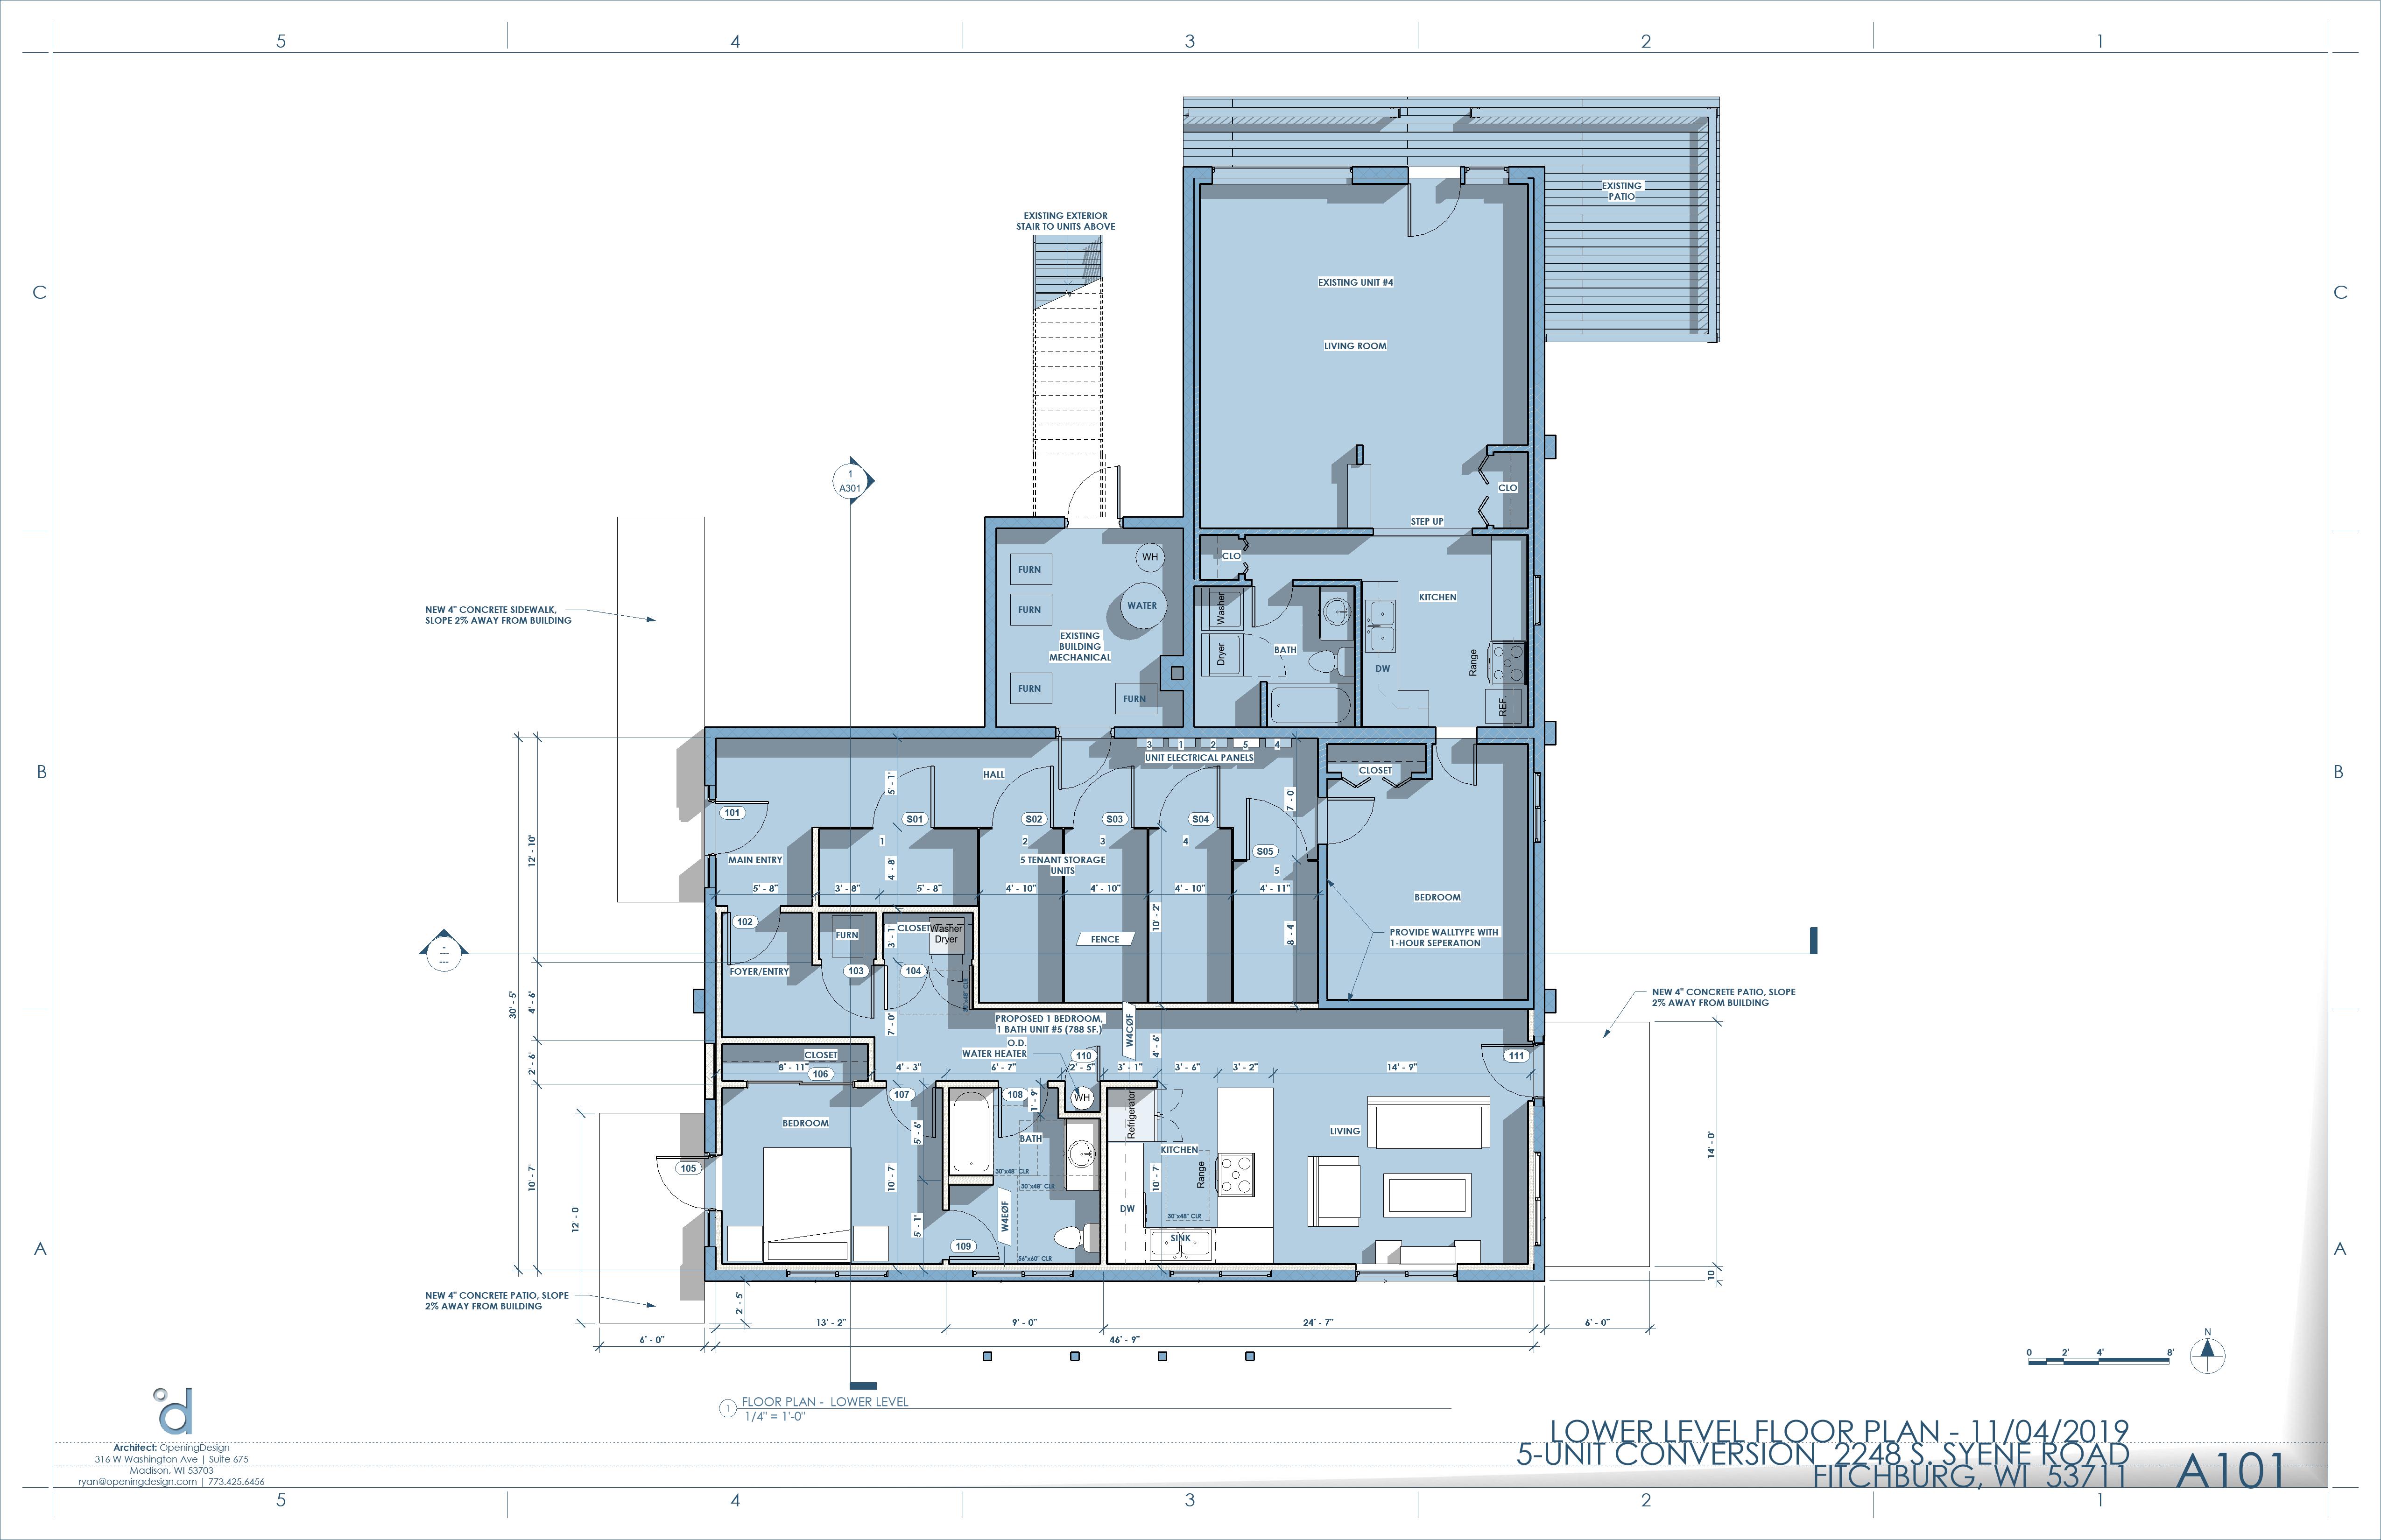 5 4 3 2 1
C
C
B
B
A
A
EXISTING
PATIO
EXISTING EXTERIOR
STAIR TO UNITS ABOVE
EXISTING UNIT #4
LIVING ROOM
1
A301
CLO
STEP UP
CLO
WH
FURN
FURN
WATER
Washer
KITCHEN
NEW 4" CONCRETE SIDEWALK,
SLOPE 2% AWAY FROM BUILDING
EXISTING
BUILDING
MECHANICAL
BATH
Dryer
DW
Range
FURN
FURN
REF.
3 1 2 5 4
UNIT ELECTRICAL PANELS
HALL
CLOSET
5' - 1"
7' - 0"
101
S01
S02
S03
S04
S05
1
2
3
4
5
MAIN ENTRY
5 TENANT STORAGE
UNITS
12' - 10"
4' - 8"
5' - 8"
3' - 8"
5' - 8"
4' - 10"
4' - 10"
4' - 10"
4' - 11"
BEDROOM
102
FURN
CLOSET
Washer
Dryer
3' - 1"
10' - 2"
8' - 4"
FENCE
PROVIDE WALLTYPE WITH
1-HOUR SEPERATION
-
---
FOYER/ENTRY
103
104
30"x48" CLR
30' - 5"
4' - 6"
7' - 0"
PROPOSED 1 BEDROOM,
1 BATH UNIT #5 (788 SF.)
W4CØF
NEW 4" CONCRETE PATIO, SLOPE
2% AWAY FROM BUILDING
O.D.
WATER HEATER
110
4' - 6"
111
CLOSET
2' - 6"
8' - 11"
106
4' - 3"
6' - 7"
2' - 5"
3' - 1"
3' - 6"
3' - 2"
14' - 9"
107
108
1' - 9"
WH
Refrigerator
BEDROOM
5' - 6"
BATH
KITCHEN
LIVING
14' - 0"
105
10' - 7"
10' - 7"
30"x48" CLR
30"x48" CLR
10' - 7"
Range
12' - 0"
5' - 1"
W4EØF
DW
30"x48" CLR
SINK
109
56"x60" CLR
10"
NEW 4" CONCRETE PATIO, SLOPE
2% AWAY FROM BUILDING
2' - 5"
13' - 2"
9' - 0"
24' - 7"
6' - 0"
46' - 9"
6' - 0"
N
0 2' 4' 8'
1
FLOOR PLAN - LOWER LEVEL
1/4" = 1'-0"
d
Architect: OpeningDesign
316 W Washington Ave | Suite 675
Madison, WI 53703
ryan@openingdesign.com | 773.425.6456
LOWER LEVEL FLOOR PLAN - 11/04/2019
5-UNIT CONVERSION 2248 S. SYENE ROAD
FITCHBURG, WI 53711
A101
5 4 3 2 1